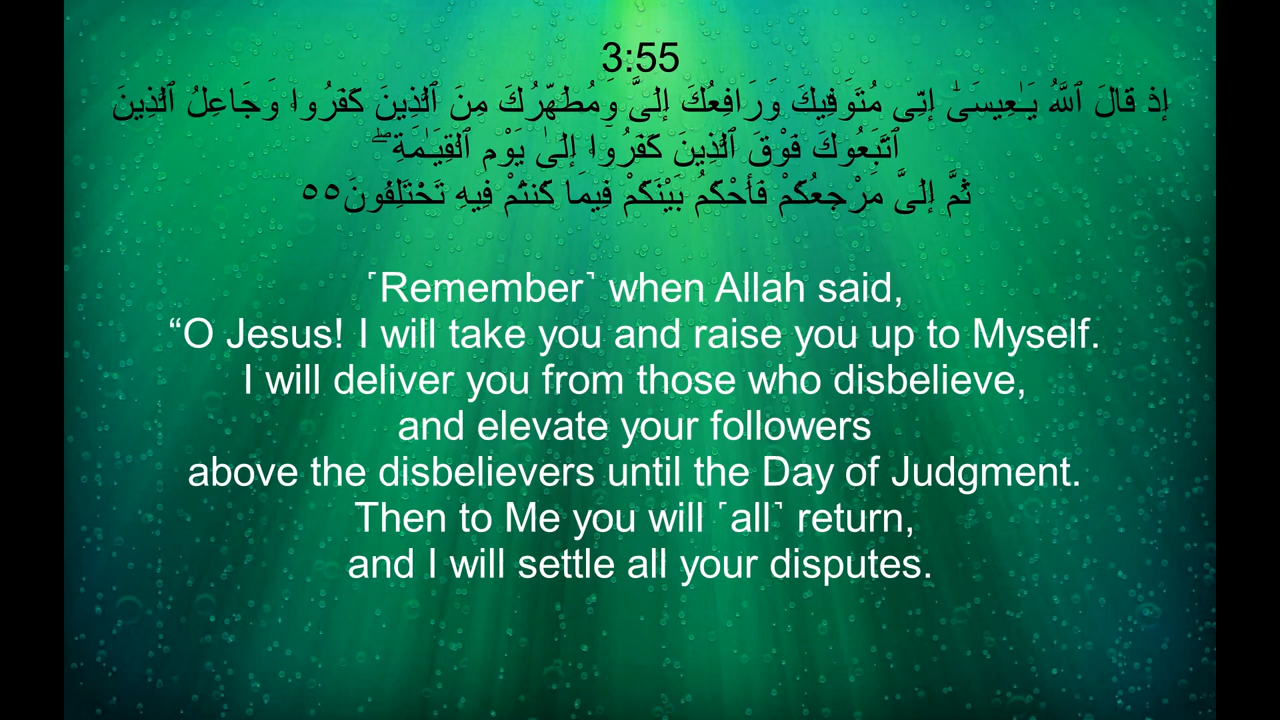 3:55
إِذْ قَالَ ٱللَّهُ يَـٰعِيسَىٰٓ إِنِّى مُتَوَفِّيكَ وَرَافِعُكَ إِلَىَّ وَمُطَهِّرُكَ مِنَ ٱلَّذِينَ كَفَرُوا۟ وَجَاعِلُ ٱلَّذِينَ
ٱتَّبَعُوكَ فَوْقَ ٱلَّذِينَ كَفَرُوٓا۟ إِلَىٰ يَوْمِ ٱلْقِيَـٰمَةِ ۖ
ثُمَّ إِلَىَّ مَرْجِعُكُمْ فَأَحْكُمُ بَيْنَكُمْ فِيمَا كُنتُمْ فِيهِ تَخْتَلِفُونَ٥٥
˹Remember˺ when Allah said,
“O Jesus! I will take you and raise you up to Myself.
I will deliver you from those who disbelieve,
and elevate your followers
above the disbelievers until the Day of Judgment.
Then to Me you will ˹all˺ return,
and I will settle all your disputes.